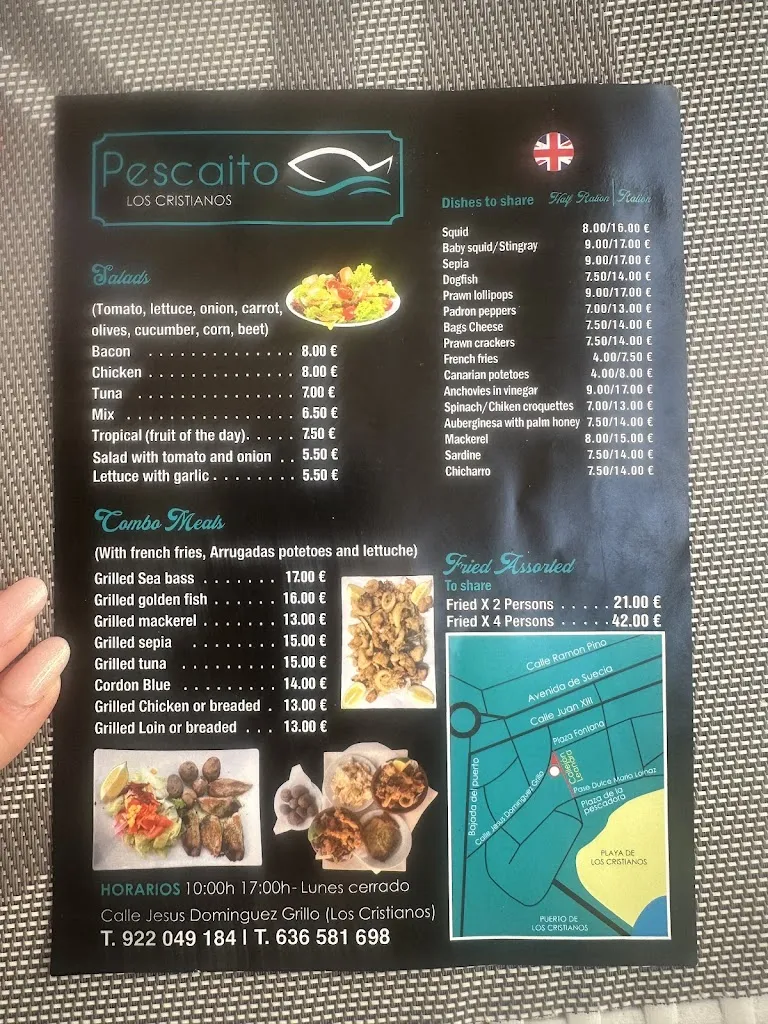 Pescaito
LOS CRISTIANOS
Salads
(Tomato, lettuce, onion, carrot,
olives, cucumber, corn, beet)
Bacon . . . . . . . . . . . . . . . 8.00 €
Chicken . . . . . . . . . . . . . . . 8.00 €
Tuna . . . . . . . . . . . . . . . . 7.00 €
Mix . . . . . . . . . . . . . . . . . 6.50 €
Tropical (fruit of the day). . . . . 7.50 €
Salad with tomato and onion . . 5.50 €
Lettuce with garlic . . . . . . . . 5.50 €
Combo Meals
(With french fries, Arrugadas potetoes and lettuche)
Grilled Sea bass . . . . . . . 17.00 €
Grilled golden fish . . . . . . . 16.00 €
Grilled mackerel . . . . . . . 13.00 €
Grilled sepia . . . . . . . . 15.00 €
Grilled tuna . . . . . . . . . 15.00 €
Cordon Blue . . . . . . . . . 14.00 €
Grilled Chicken or breaded . 13.00 €
Grilled Loin or breaded . . . 13.00 €
HORARIOS 10:00h 17:00h- Lunes cerrado
Calle Jesus Dominguez Grillo (Los Cristianos)
T. 922 049 184 | T. 636 581 698
Dishes to share Half Ration | Ration
Squid 8.00/16.00 €
Baby squid/Stingray 9.00/17.00 €
Sepia 9.00/17.00 €
Dogfish 7.50/14.00 €
Prawn lollipops 9.00/17.00 €
Padron peppers 7.00/13.00 €
Bags Cheese 7.50/14.00 €
Prawn crackers 7.50/14.00 €
French fries 4.00/7.50 €
Canarian potetoes 4.00/8.00 €
Anchovies in vinegar 9.00/17.00 €
Spinach/Chiken croquettes 7.00/13.00 €
Auberginesa with palm honey 7.50/14.00 €
Mackerel 8.00/15.00 €
Sardine 7.50/14.00 €
Chicharro 7.50/14.00 €
Fried Assorted
To share
Fried X 2 Persons . . . . . 21.00 €
Fried X 4 Persons . . . . . 42.00 €
Calle Ramon Pino
Avenida de Suecia
Calle Juan XIII
Plaza Fontana
Bajada del puerto
Calle Jesus Dominguez Grillo
Callejón
Pase Dulce Maria Loinaz
Plaza de la
pescadora
PLAYA DE
LOS CRISTIANOS
PUERTO DE
LOS CRISTIANOS